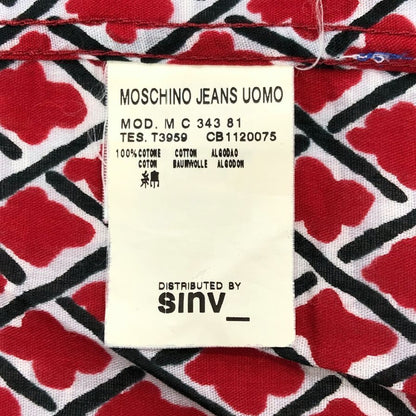 MOSCHINO JEANS UOMO
MOD. M C 343 81
TES. T3959 CB1120075
100% COTONE COTTON ALGODAO
COTON BAUMWOLLE ALGODON
綿
DISTRIBUTED BY
sinv_